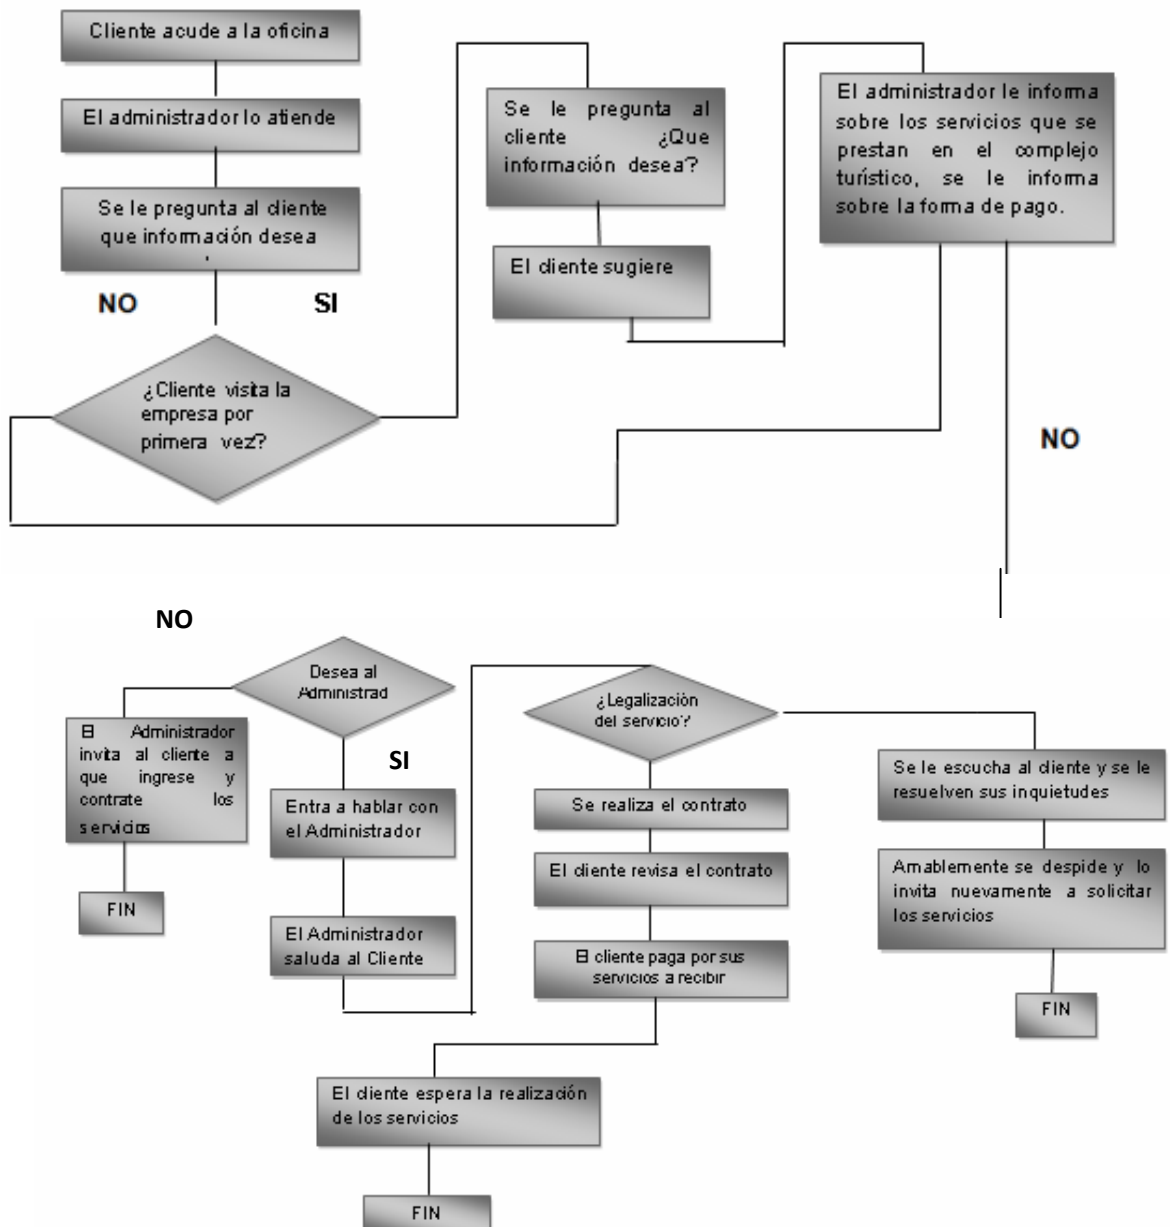 Cliente acude a la oficina
El administrador lo atiende
Se le pregunta al cliente
que información desea
NO
SI
¿Cliente visita la
empresa por
primera vez?
Se le pregunta al
cliente ¿Que
información desea?
El cliente sugiere
El administrador le informa
sobre los servicios que se
prestan en el complejo
turístico, se le informa
sobre la forma de pago.
NO
NO
Desea al
Administrad
SI
El Administrador
invita al cliente a
que ingrese y
contrate los
servicios
FIN
Entra a hablar con
el Administrador
El Administrador
saluda al Cliente
¿Legalización
del servicio?
Se realiza el contrato
El cliente revisa el contrato
El cliente paga por sus
servicios a recibir
El cliente espera la realización
de los servicios
FIN
Se le escucha al cliente y se le
resuelven sus inquietudes
Amablemente se despide y lo
invita nuevamente a solicitar
los servicios
FIN